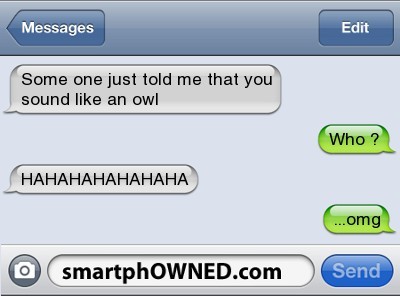 Messages
Edit
Some one just told me that you
sound like an owl
Who ?
HAHAHAHAHAHAHA
...omg
smartphOWNED.com
Send